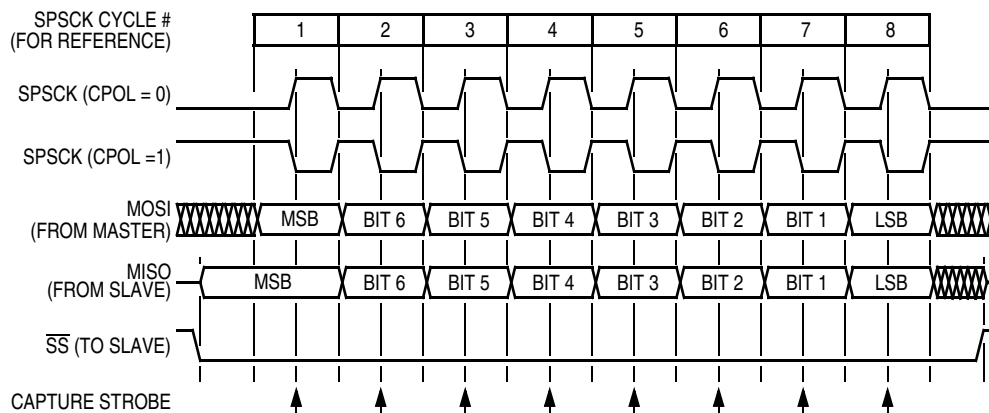 SPSCK CYCLE #
(FOR REFERENCE)
1 2 3 4 5 6 7 8
SPSCK (CPOL = 0)
SPSCK (CPOL =1)
MOSI
(FROM MASTER)
MSB BIT 6 BIT 5 BIT 4 BIT 3 BIT 2 BIT 1 LSB
MISO
(FROM SLAVE)
MSB BIT 6 BIT 5 BIT 4 BIT 3 BIT 2 BIT 1 LSB
SS (TO SLAVE)
CAPTURE STROBE